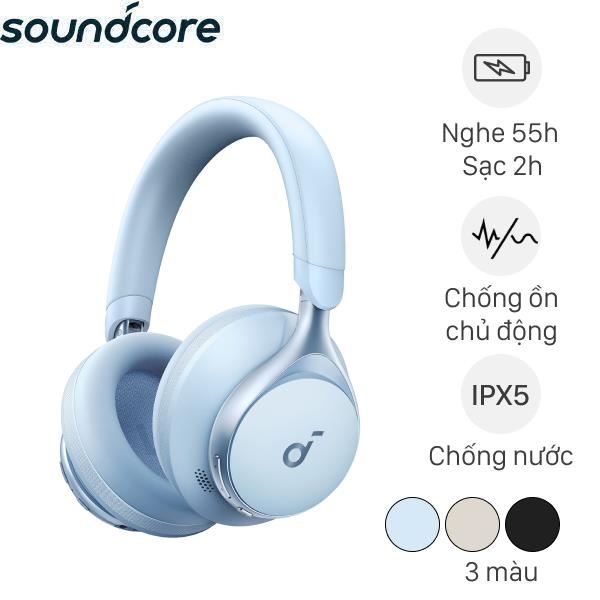 soundcore
Nghe 55h
Sạc 2h
Chống ồn
chủ động
IPX5
Chống nước
3 màu